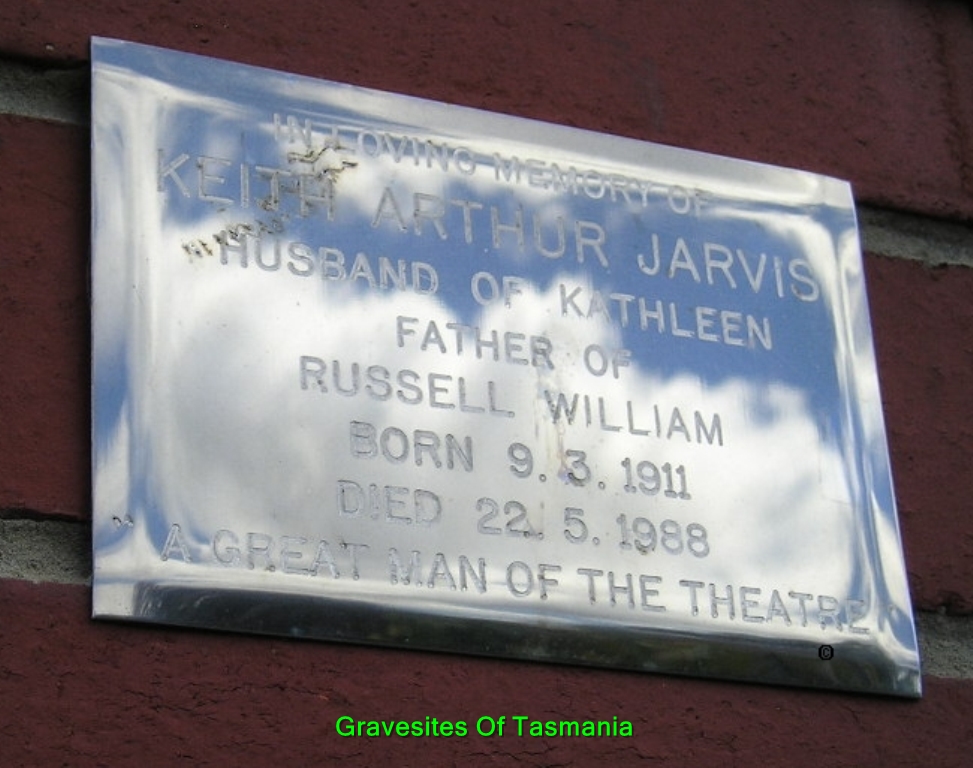 IN LOVING MEMORY OF
KEITH ARTHUR JARVIS
HUSBAND OF KATHLEEN
FATHER OF
RUSSELL WILLIAM
BORN 9.3.1911
DIED 22.5.1988
"A GREAT MAN OF THE THEATRE"
©
Gravesites Of Tasmania